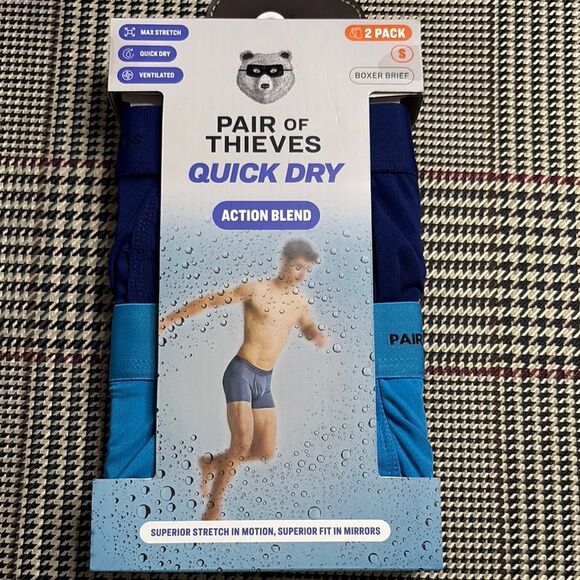 MAX STRETCH
QUICK DRY
VENTILATED
2 PACK
S
BOXER BRIEF
PAIR OF
THIEVES
QUICK DRY
ACTION BLEND
PAIR
SUPERIOR STRETCH IN MOTION, SUPERIOR FIT IN MIRRORS